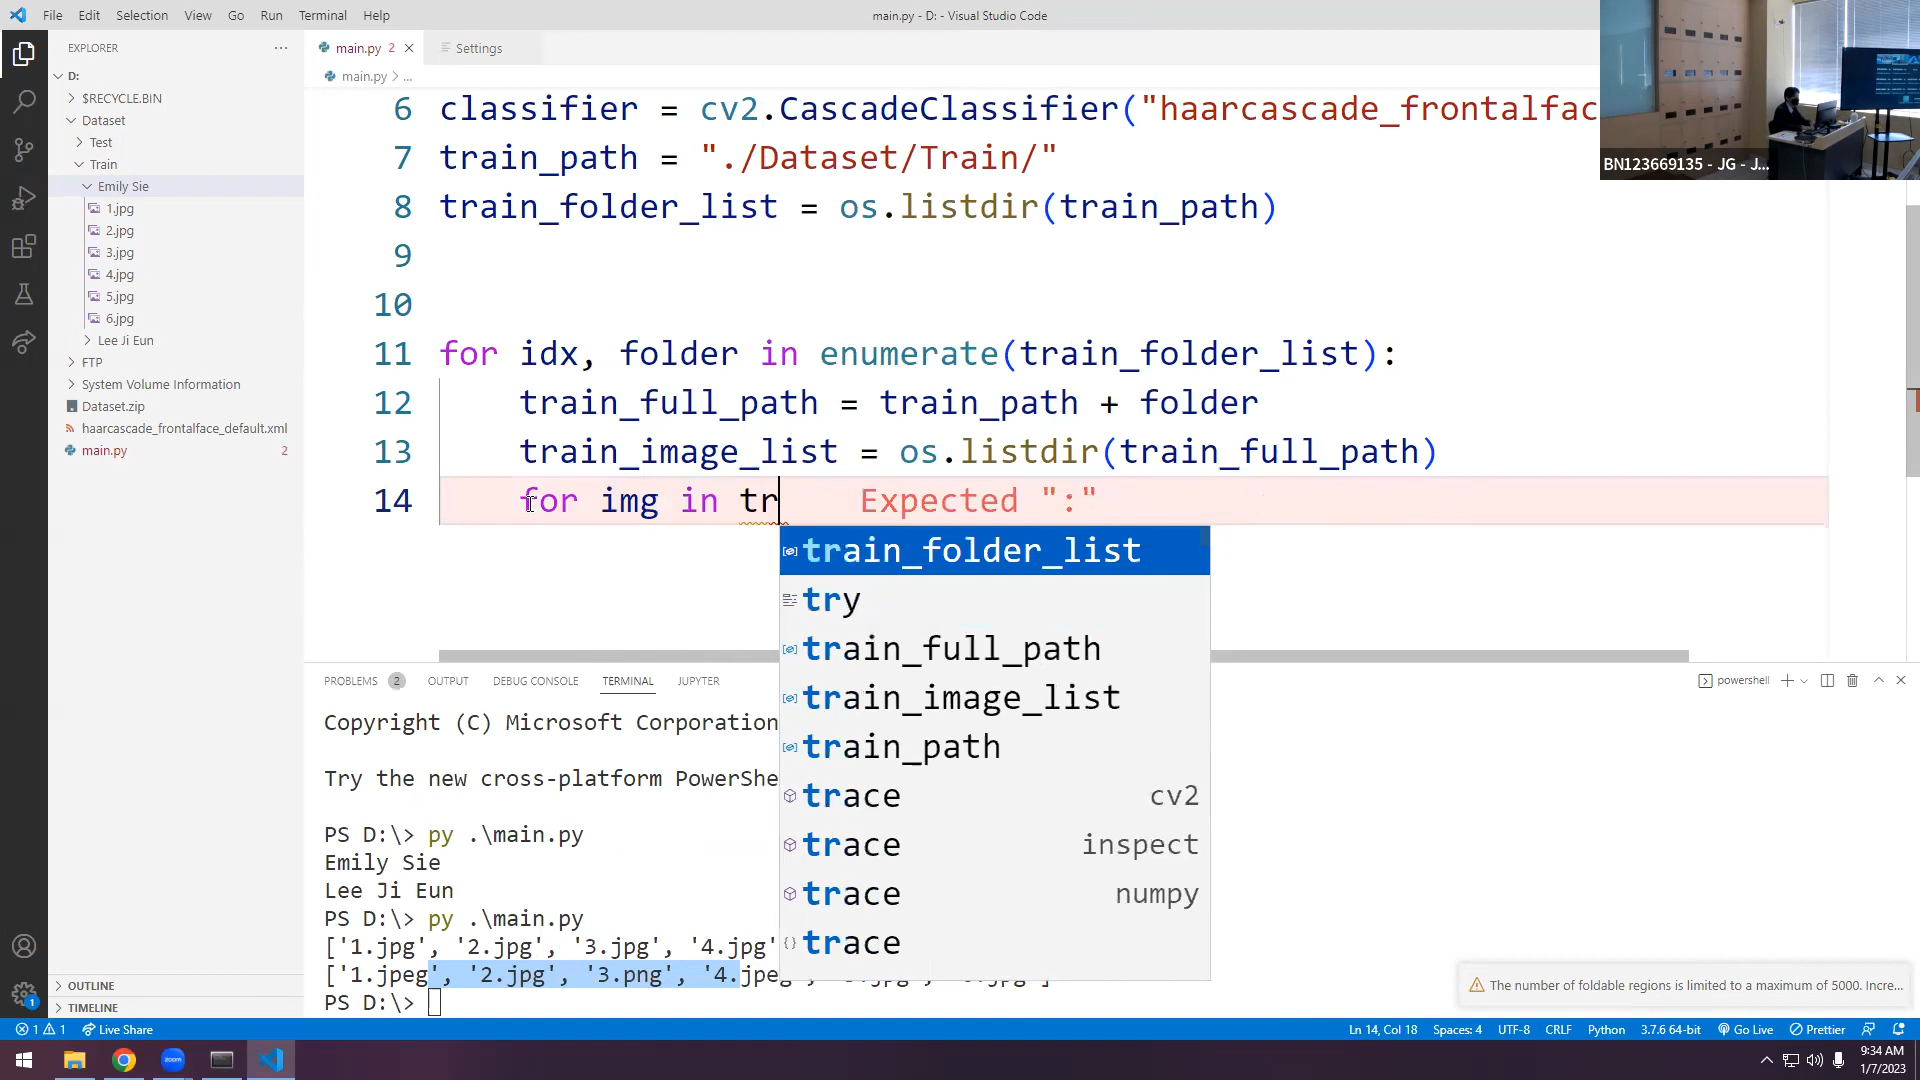 File Edit Selection View Go Run Terminal Help
main.py - D: - Visual Studio Code
EXPLORER
main.py 2
Settings
D:
main.py > ...
$RECYCLE.BIN
Dataset
Test
Train
Emily Sie
1.jpg
2.jpg
3.jpg
4.jpg
5.jpg
6.jpg
Lee Ji Eun
FTP
System Volume Information
Dataset.zip
haarcascade_frontalface_default.xml
main.py 2
OUTLINE
TIMELINE
6 classifier = cv2.CascadeClassifier("haarcascade_frontalfac
7 train_path = "./Dataset/Train/"
8 train_folder_list = os.listdir(train_path)
9
10
11 for idx, folder in enumerate(train_folder_list):
12 train_full_path = train_path + folder
13 train_image_list = os.listdir(train_full_path)
14 for img in tr Expected ":"
train_folder_list
try
train_full_path
train_image_list
train_path
trace cv2
trace inspect
trace numpy
trace
BN123669135 - JG - J...
PROBLEMS 2 OUTPUT DEBUG CONSOLE TERMINAL JUPYTER
powershell
Copyright (C) Microsoft Corporation
Try the new cross-platform PowerShe
PS D:\> py .\main.py
Emily Sie
Lee Ji Eun
PS D:\> py .\main.py
['1.jpg', '2.jpg', '3.jpg', '4.jpg'
['1.jpeg', '2.jpg', '3.png', '4.jpeg
PS D:\>
The number of foldable regions is limited to a maximum of 5000. Incre...
1 1 Live Share
Ln 14, Col 18 Spaces: 4 UTF-8 CRLF Python 3.7.6 64-bit Go Live Prettier
1
zoom
9:34 AM
1/7/2023